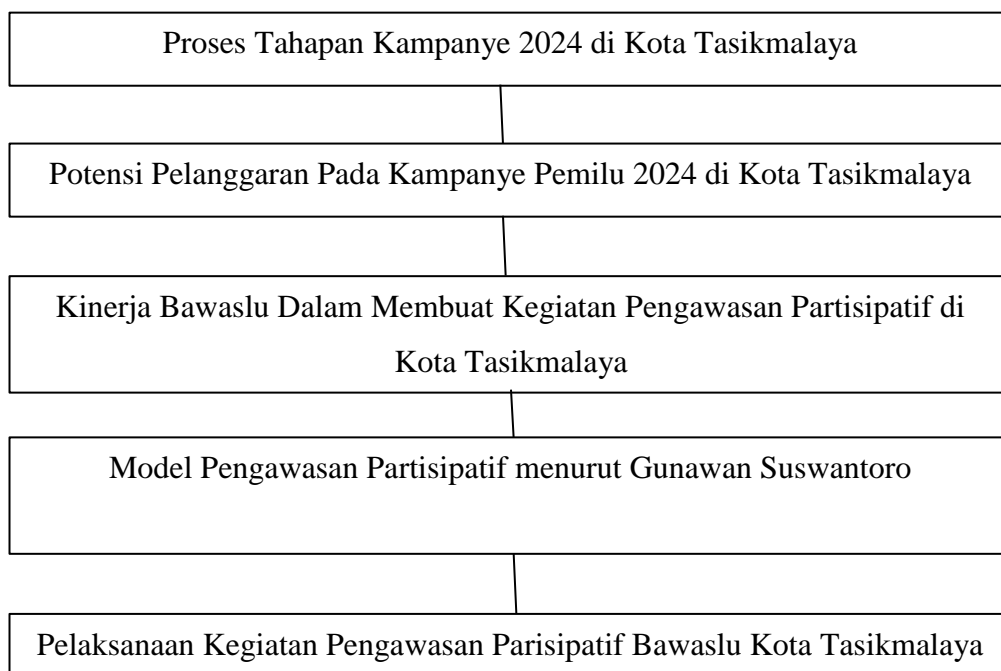 Proses Tahapan Kampanye 2024 di Kota Tasikmalaya
Potensi Pelanggaran Pada Kampanye Pemilu 2024 di Kota Tasikmalaya
Kinerja Bawaslu Dalam Membuat Kegiatan Pengawasan Partisipatif di
Kota Tasikmalaya
Model Pengawasan Partisipatif menurut Gunawan Suswantoro
Pelaksanaan Kegiatan Pengawasan Parisipatif Bawaslu Kota Tasikmalaya